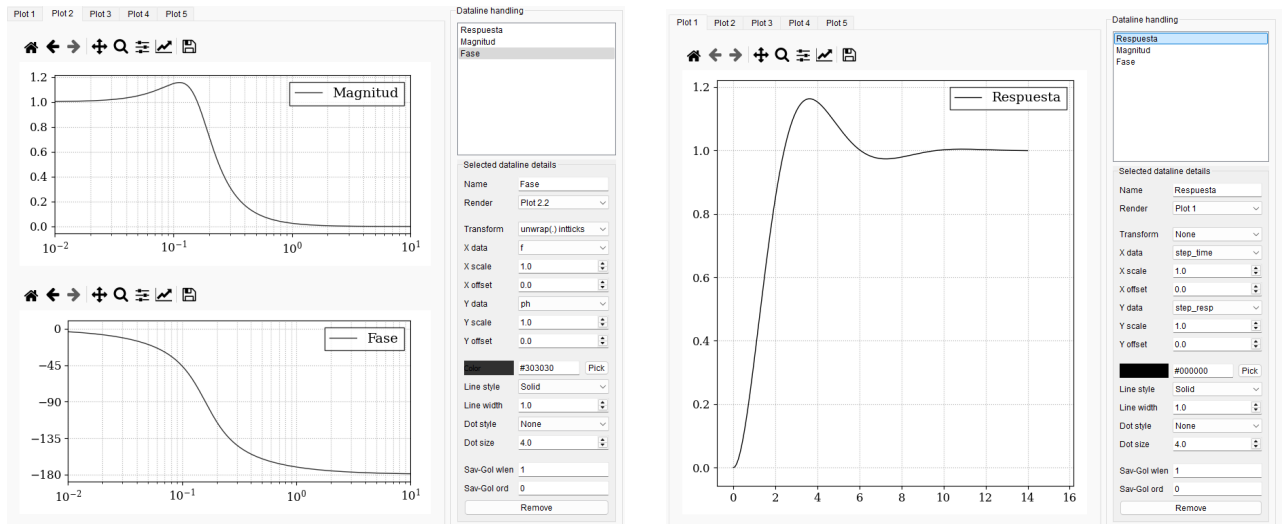 Plot 1 Plot 2 Plot 3 Plot 4 Plot 5
1.2
1.0
0.8
0.6
0.4
0.2
0.0
10⁻² 10⁻¹ 10⁰ 10¹
Magnitud
0
−45
−90
−135
−180
10⁻² 10⁻¹ 10⁰ 10¹
Fase
Dataline handling
Respuesta
Magnitud
Fase
Selected dataline details
Name Fase
Render Plot 2.2
Transform unwrap(.) intticks
X data f
X scale 1.0
X offset 0.0
Y data ph
Y scale 1.0
Y offset 0.0
Color #303030 Pick
Line style Solid
Line width 1.0
Dot style None
Dot size 4.0
Sav-Gol wlen 1
Sav-Gol ord 0
Remove
Plot 1 Plot 2 Plot 3 Plot 4 Plot 5
1.2
1.0
0.8
0.6
0.4
0.2
0.0
0 2 4 6 8 10 12 14 16
Respuesta
Dataline handling
Respuesta
Magnitud
Fase
Selected dataline details
Name Respuesta
Render Plot 1
Transform None
X data step_time
X scale 1.0
X offset 0.0
Y data step_resp
Y scale 1.0
Y offset 0.0
#000000 Pick
Line style Solid
Line width 1.0
Dot style None
Dot size 4.0
Sav-Gol wlen 1
Sav-Gol ord 0
Remove